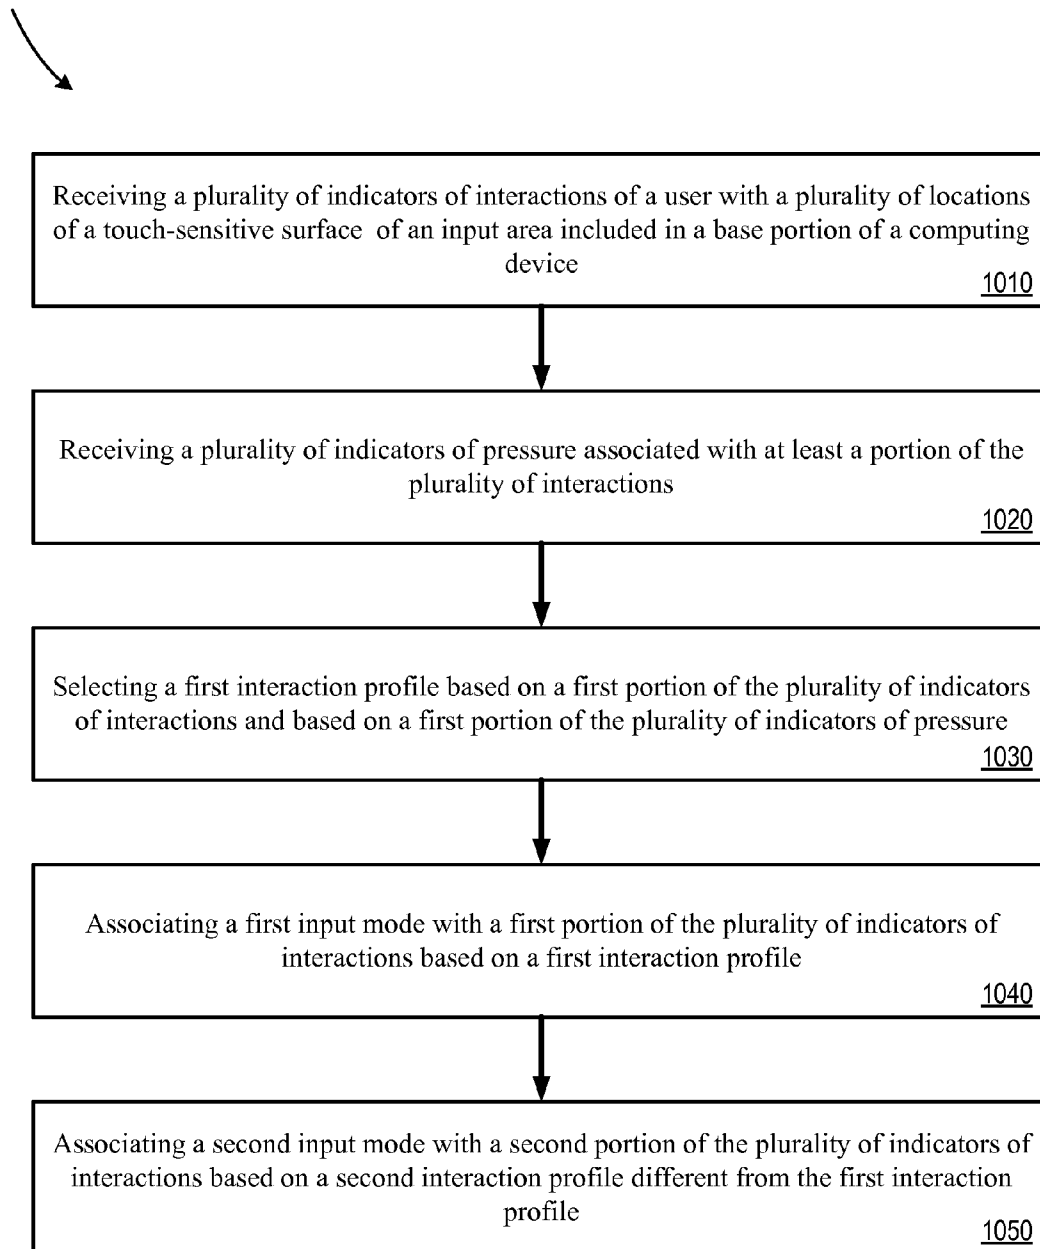 Receiving a plurality of indicators of interactions of a user with a plurality of locations
of a touch-sensitive surface of an input area included in a base portion of a computing
device
1010
Receiving a plurality of indicators of pressure associated with at least a portion of the
plurality of interactions
1020
Selecting a first interaction profile based on a first portion of the plurality of indicators
of interactions and based on a first portion of the plurality of indicators of pressure
1030
Associating a first input mode with a first portion of the plurality of indicators of
interactions based on a first interaction profile
1040
Associating a second input mode with a second portion of the plurality of indicators of
interactions based on a second interaction profile different from the first interaction
profile
1050